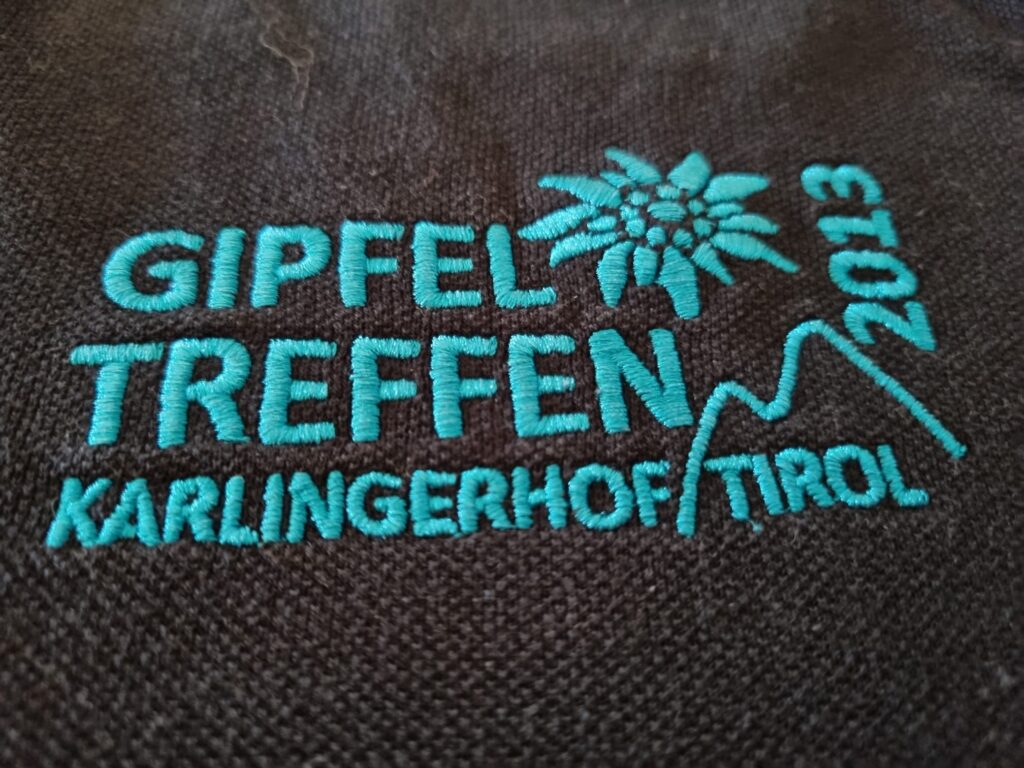 GIPFEL
TREFFEN
KARLINGERHOF TIROL
2013